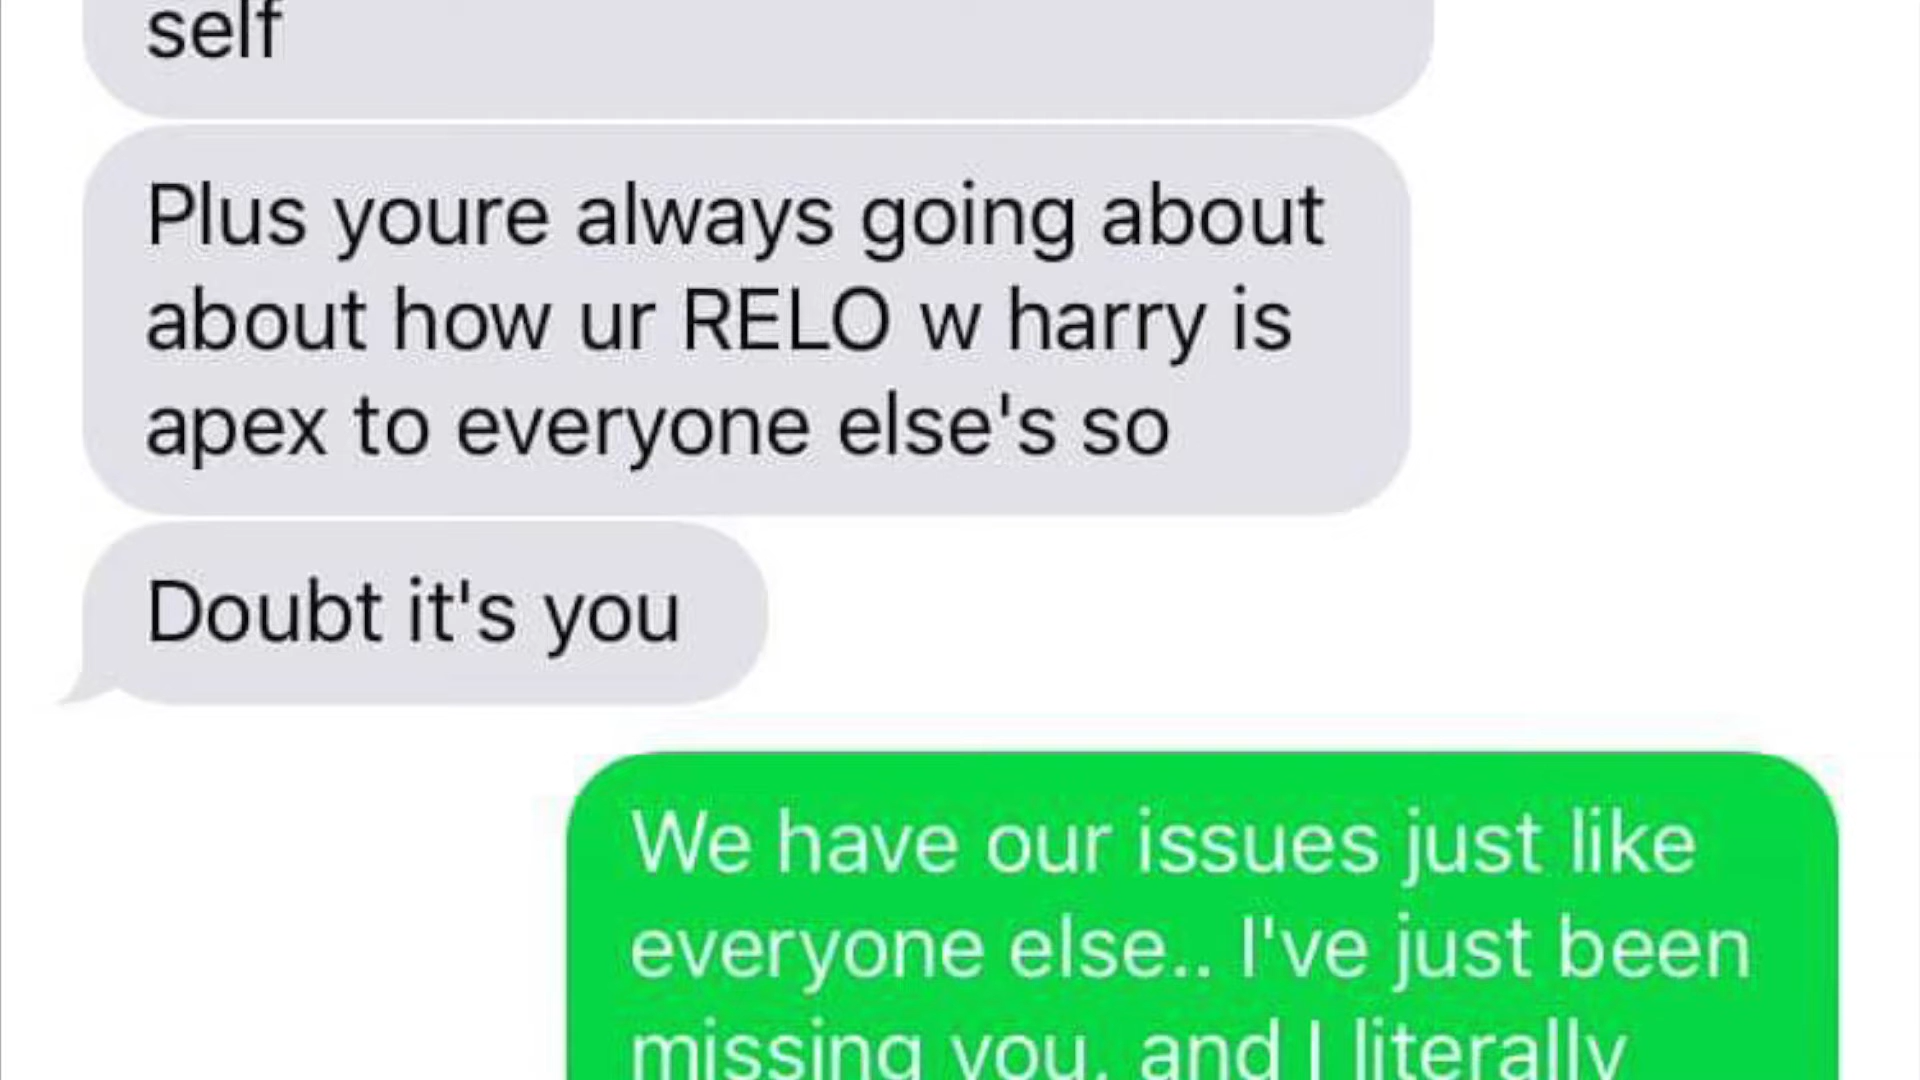 self
Plus youre always going about
about how ur RELO w harry is
apex to everyone else's so
Doubt it's you
We have our issues just like
everyone else.. I've just been
missing you, and I literally